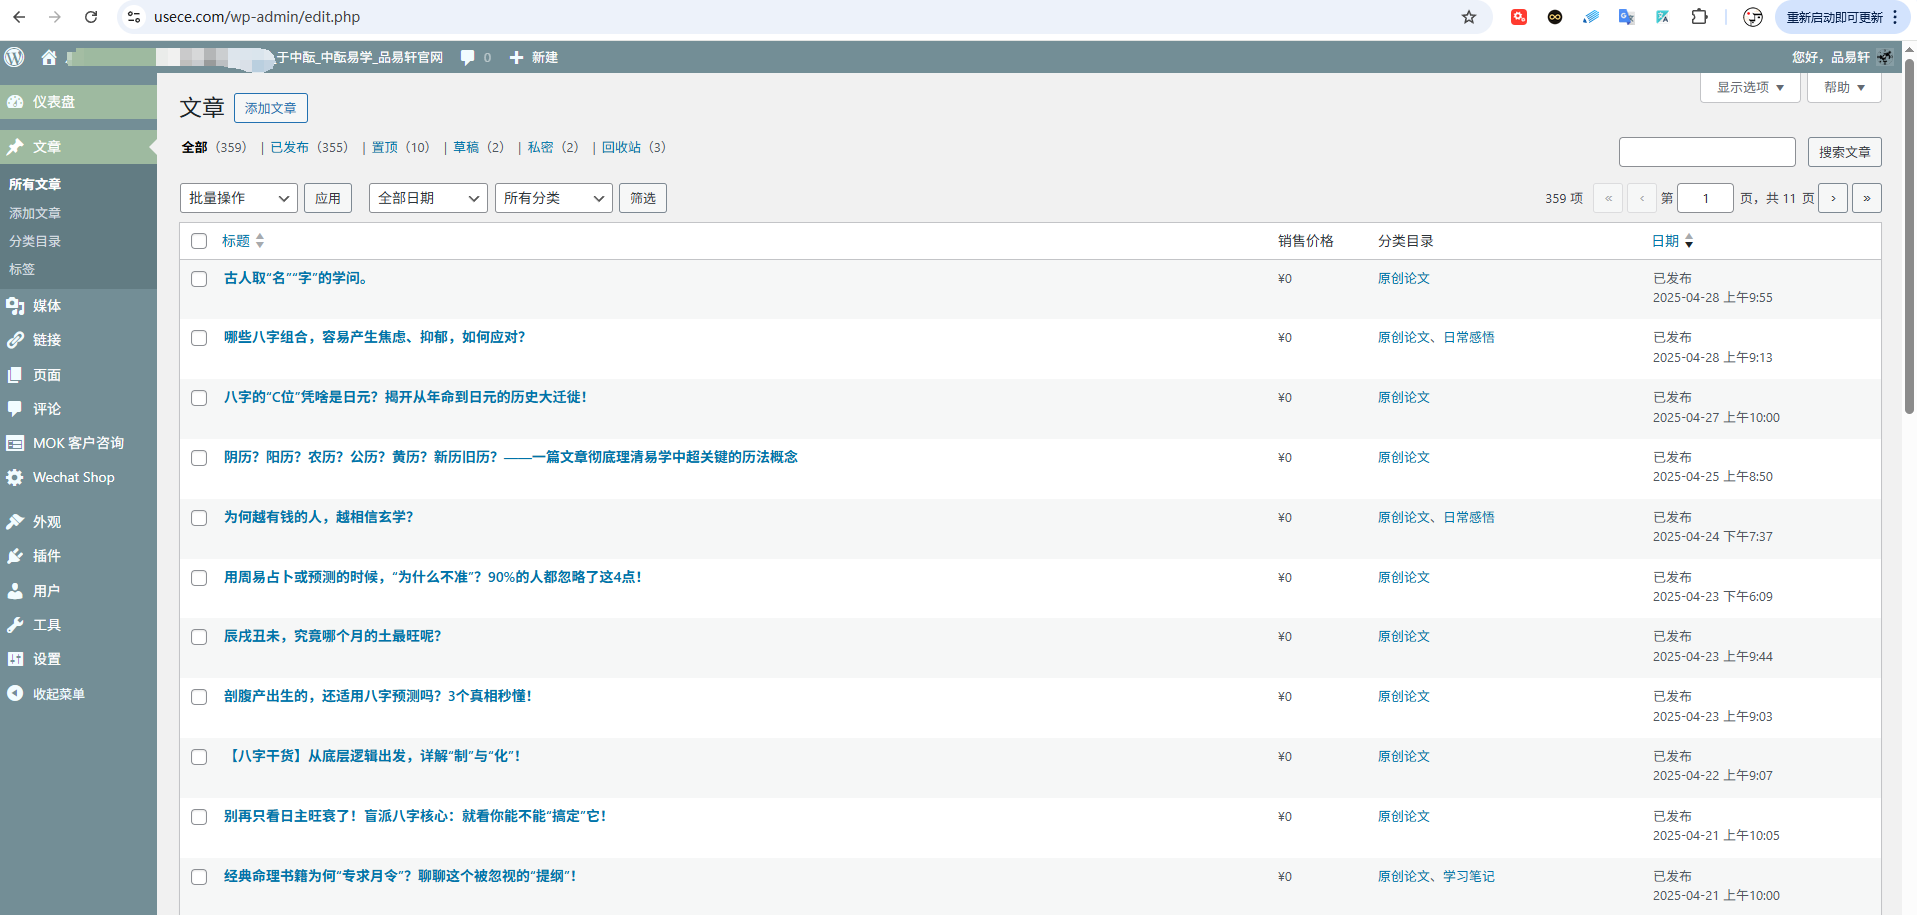 usece.com/wp-admin/edit.php
重新启动即可更新
于中酝_中酝易学_品易轩官网 0 新建
您好，品易轩
仪表盘
文章
所有文章
添加文章
分类目录
标签
媒体
链接
页面
评论
MOK 客户咨询
Wechat Shop
外观
插件
用户
工具
设置
收起菜单
显示选项
帮助
文章 添加文章
全部（359） | 已发布（355） | 置顶（10） | 草稿（2） | 私密（2） | 回收站（3）
搜索文章
批量操作 应用 全部日期 所有分类 筛选
359 项 « ‹ 第 1 页，共 11 页 › »
标题 销售价格 分类目录 日期
古人取“名”“字”的学问。 ¥0 原创论文 已发布
2025-04-28 上午9:55
哪些八字组合，容易产生焦虑、抑郁，如何应对？ ¥0 原创论文、日常感悟 已发布
2025-04-28 上午9:13
八字的“C位”凭啥是日元？揭开从年命到日元的历史大迁徙！ ¥0 原创论文 已发布
2025-04-27 上午10:00
阴历？阳历？农历？公历？黄历？新历旧历？——一篇文章彻底理清易学中超关键的历法概念 ¥0 原创论文 已发布
2025-04-25 上午8:50
为何越有钱的人，越相信玄学？ ¥0 原创论文、日常感悟 已发布
2025-04-24 下午7:37
用周易占卜或预测的时候，“为什么不准”？90%的人都忽略了这4点！ ¥0 原创论文 已发布
2025-04-23 下午6:09
辰戌丑未，究竟哪个月的土最旺呢？ ¥0 原创论文 已发布
2025-04-23 上午9:44
剖腹产出生的，还适用八字预测吗？3个真相秒懂！ ¥0 原创论文 已发布
2025-04-23 上午9:03
【八字干货】从底层逻辑出发，详解“制”与“化”！ ¥0 原创论文 已发布
2025-04-22 上午9:07
别再只看日主旺衰了！盲派八字核心：就看你能不能“搞定”它！ ¥0 原创论文 已发布
2025-04-21 上午10:05
经典命理书籍为何“专求月令”？聊聊这个被忽视的“提纲”！ ¥0 原创论文、学习笔记 已发布
2025-04-21 上午10:00